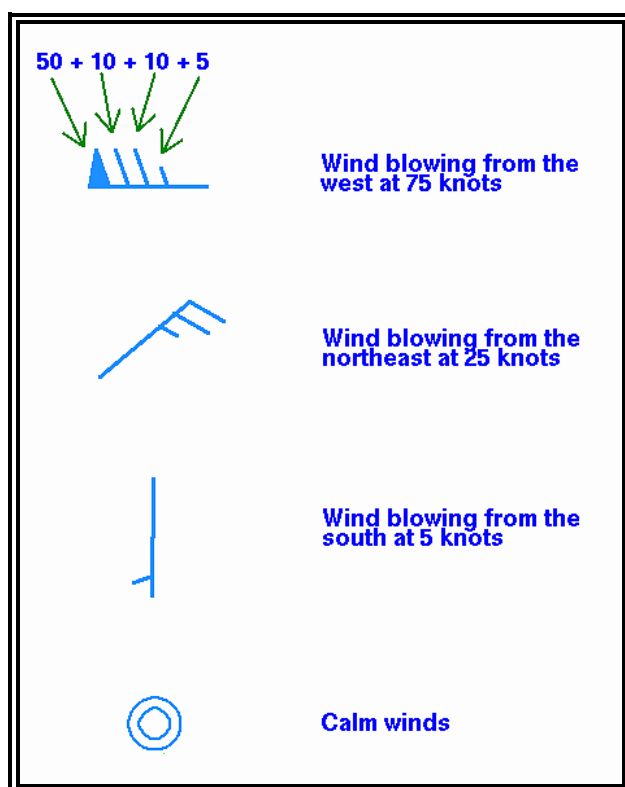 50 + 10 + 10 + 5
Wind blowing from the
west at 75 knots
Wind blowing from the
northeast at 25 knots
Wind blowing from the
south at 5 knots
Calm winds